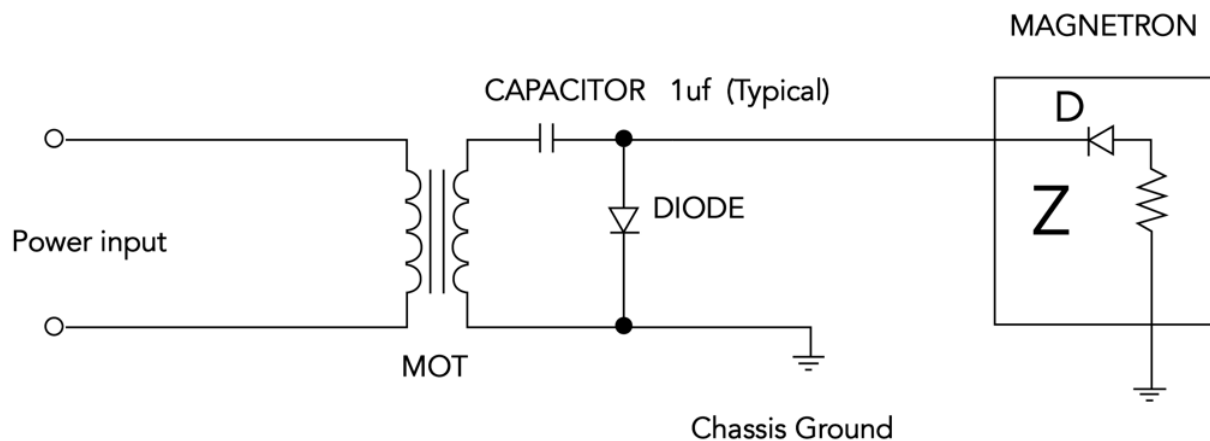 MAGNETRON
CAPACITOR 1uf (Typical)
D
DIODE
Z
Power input
MOT
Chassis Ground